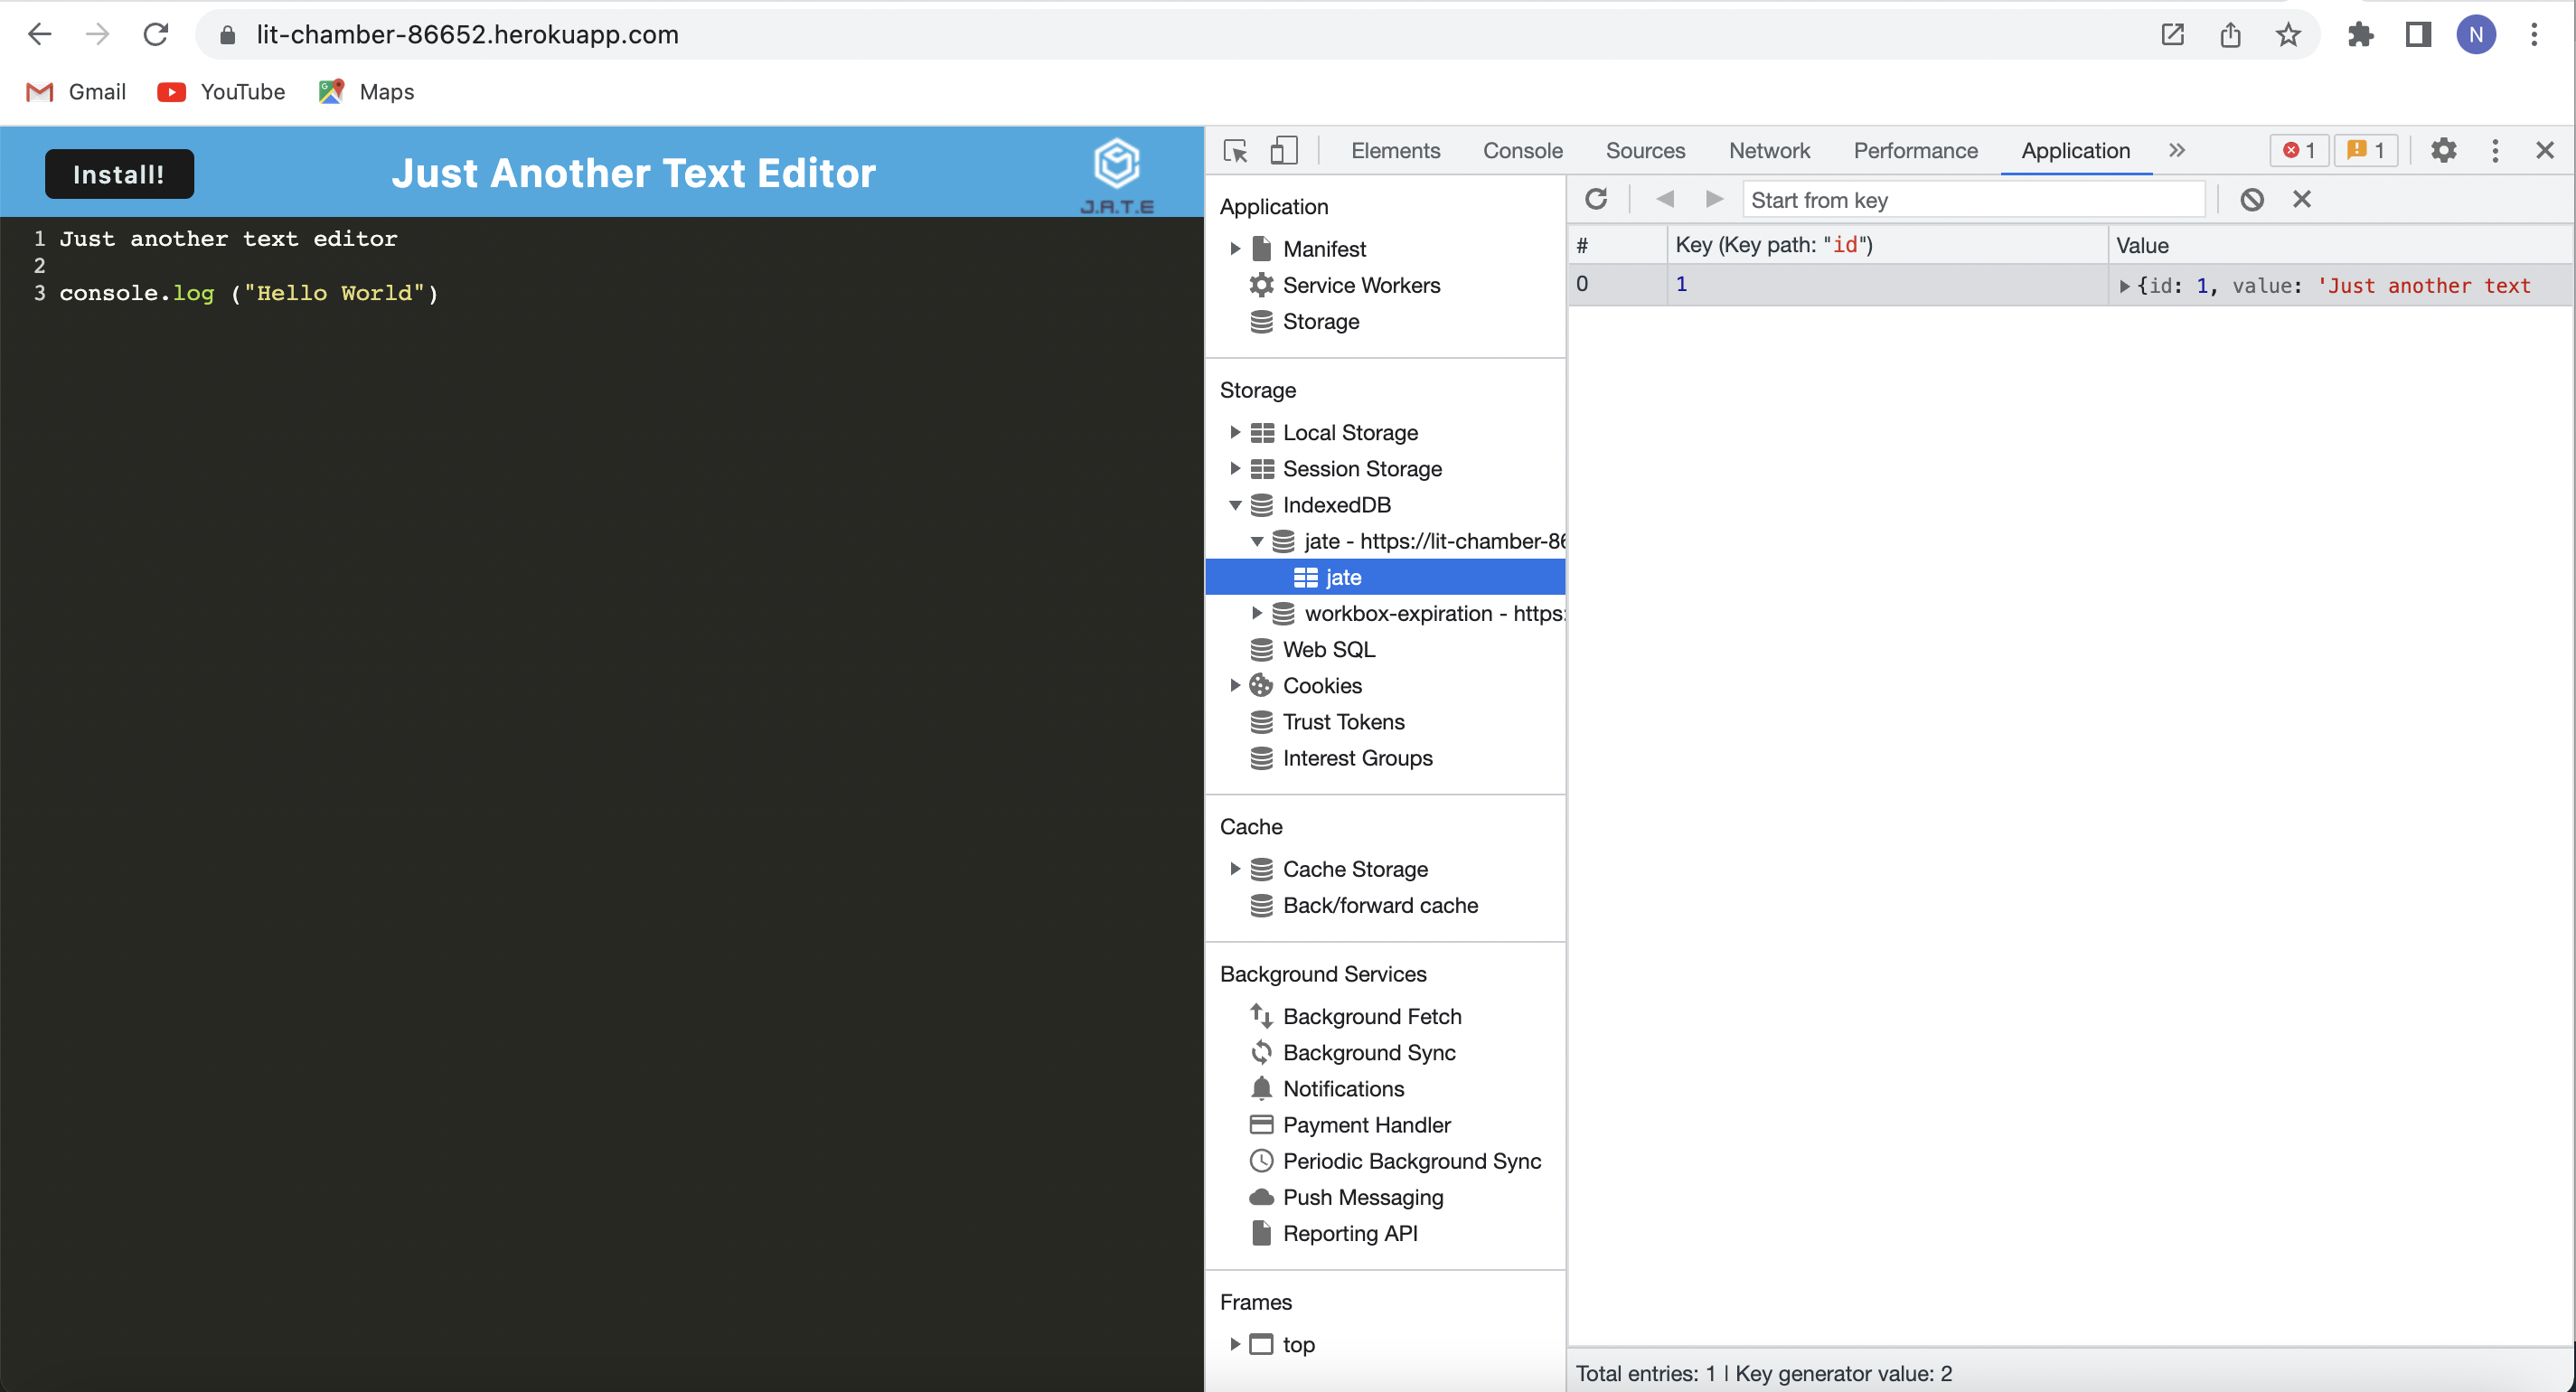 lit-chamber-86652.herokuapp.com
N
Gmail YouTube Maps
Install! Just Another Text Editor
J.A.T.E
1 Just another text editor
2
3 console.log ("Hello World")
Elements Console Sources Network Performance Application 1 1
Application
Manifest
Service Workers
Storage
Storage
Local Storage
Session Storage
IndexedDB
jate - https://lit-chamber-86
jate
workbox-expiration - https:
Web SQL
Cookies
Trust Tokens
Interest Groups
Cache
Cache Storage
Back/forward cache
Background Services
Background Fetch
Background Sync
Notifications
Payment Handler
Periodic Background Sync
Push Messaging
Reporting API
Frames
top
Start from key
# Key (Key path: "id") Value
0 1 {id: 1, value: 'Just another text
Total entries: 1 | Key generator value: 2